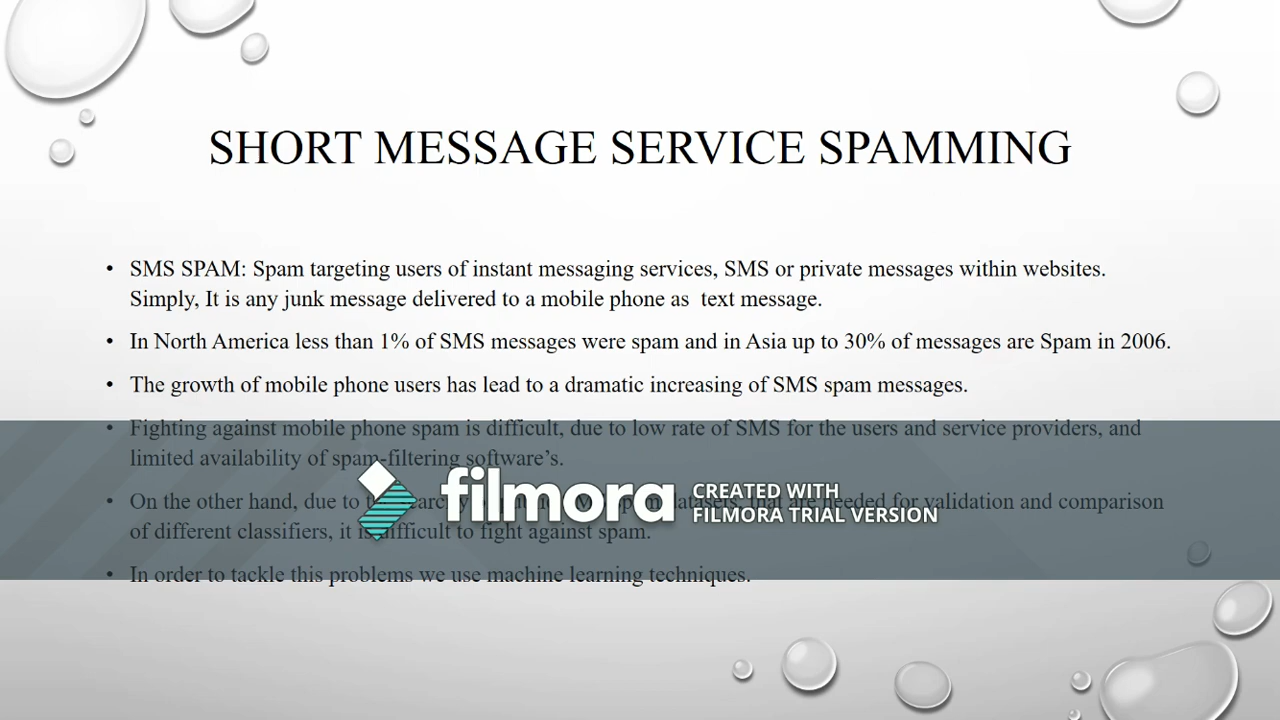 SHORT MESSAGE SERVICE SPAMMING
• SMS SPAM: Spam targeting users of instant messaging services, SMS or private messages within websites.
Simply, It is any junk message delivered to a mobile phone as text message.
• In North America less than 1% of SMS messages were spam and in Asia up to 30% of messages are Spam in 2006.
• The growth of mobile phone users has lead to a dramatic increasing of SMS spam messages.
• Fighting against mobile phone spam is difficult, due to low rate of SMS for the users and service providers, and
limited availability of spam-filtering software's.
• On the other hand, due to datasets, that are needed for validation and comparison
of different classifiers, it is difficult to fight against spam.
filmora CREATED WITH
FILMORA TRIAL VERSION
• In order to tackle this problems we use machine learning techniques.